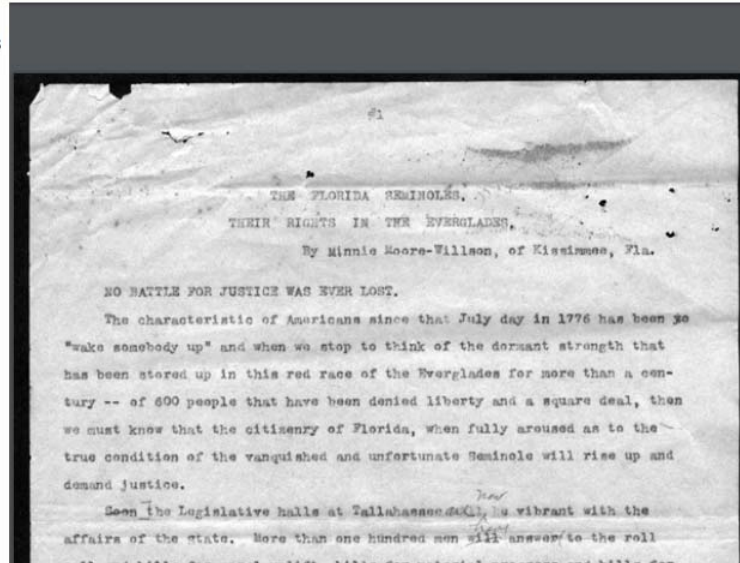 #1
THE FLORIDA SEMINOLES.
THEIR RIGHTS IN THE EVERGLADES.
By Minnie Moore-Willson, of Kissimmee, Fla.
NO BATTLE FOR JUSTICE WAS EVER LOST.
The characteristic of Americans since that July day in 1776 has been to
"wake somebody up" and when we stop to think of the dormant strength that
has been stored up in this red race of the Everglades for more than a cen-
tury -- of 600 people that have been denied liberty and a square deal, then
we must know that the citizenry of Florida, when fully aroused as to the
true condition of the vanquished and unfortunate Seminole will rise up and
demand justice.
now
Soon the Legislative halls at Tallahassee will be vibrant with the
have
affairs of the state. More than one hundred men will answer to the roll